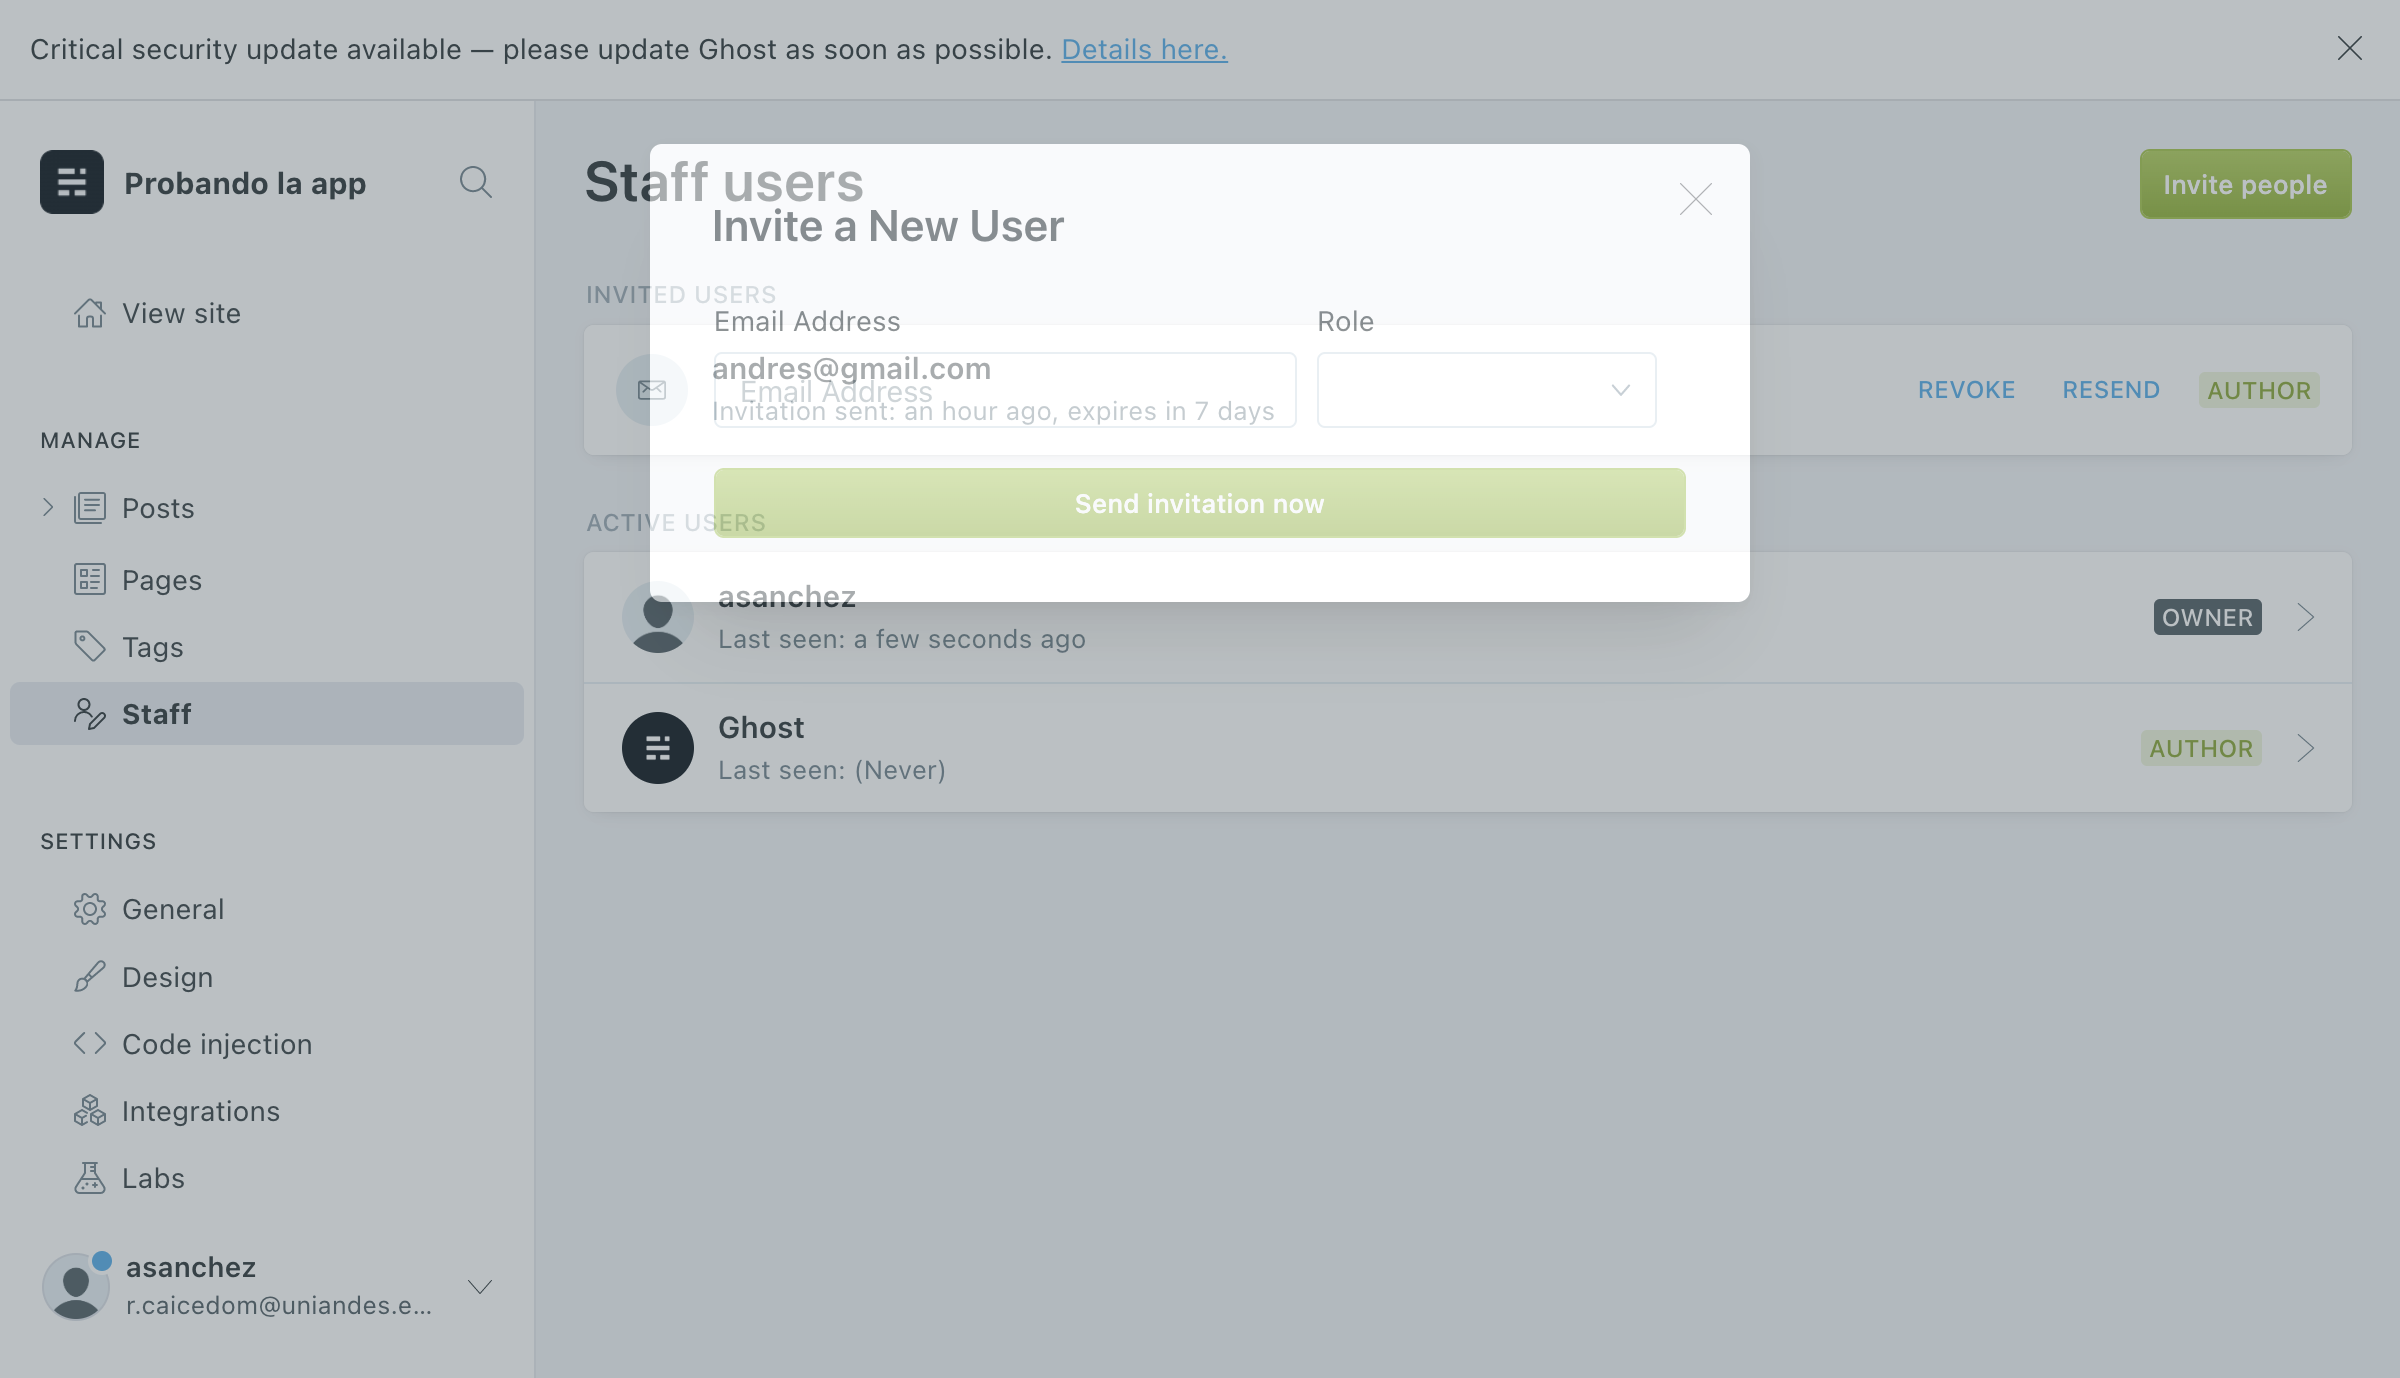 Critical security update available — please update Ghost as soon as possible. Details here.
Probando la app
View site
MANAGE
Posts
Pages
Tags
Staff
SETTINGS
General
Design
Code injection
Integrations
Labs
asanchez
r.caicedom@uniandes.e...
Staff users
Invite people
Invite a New User
INVITED USERS
Email Address
Role
andres@gmail.com
Email Address
Invitation sent: an hour ago, expires in 7 days
REVOKE
RESEND
AUTHOR
Send invitation now
ACTIVE USERS
asanchez
Last seen: a few seconds ago
OWNER
Ghost
Last seen: (Never)
AUTHOR